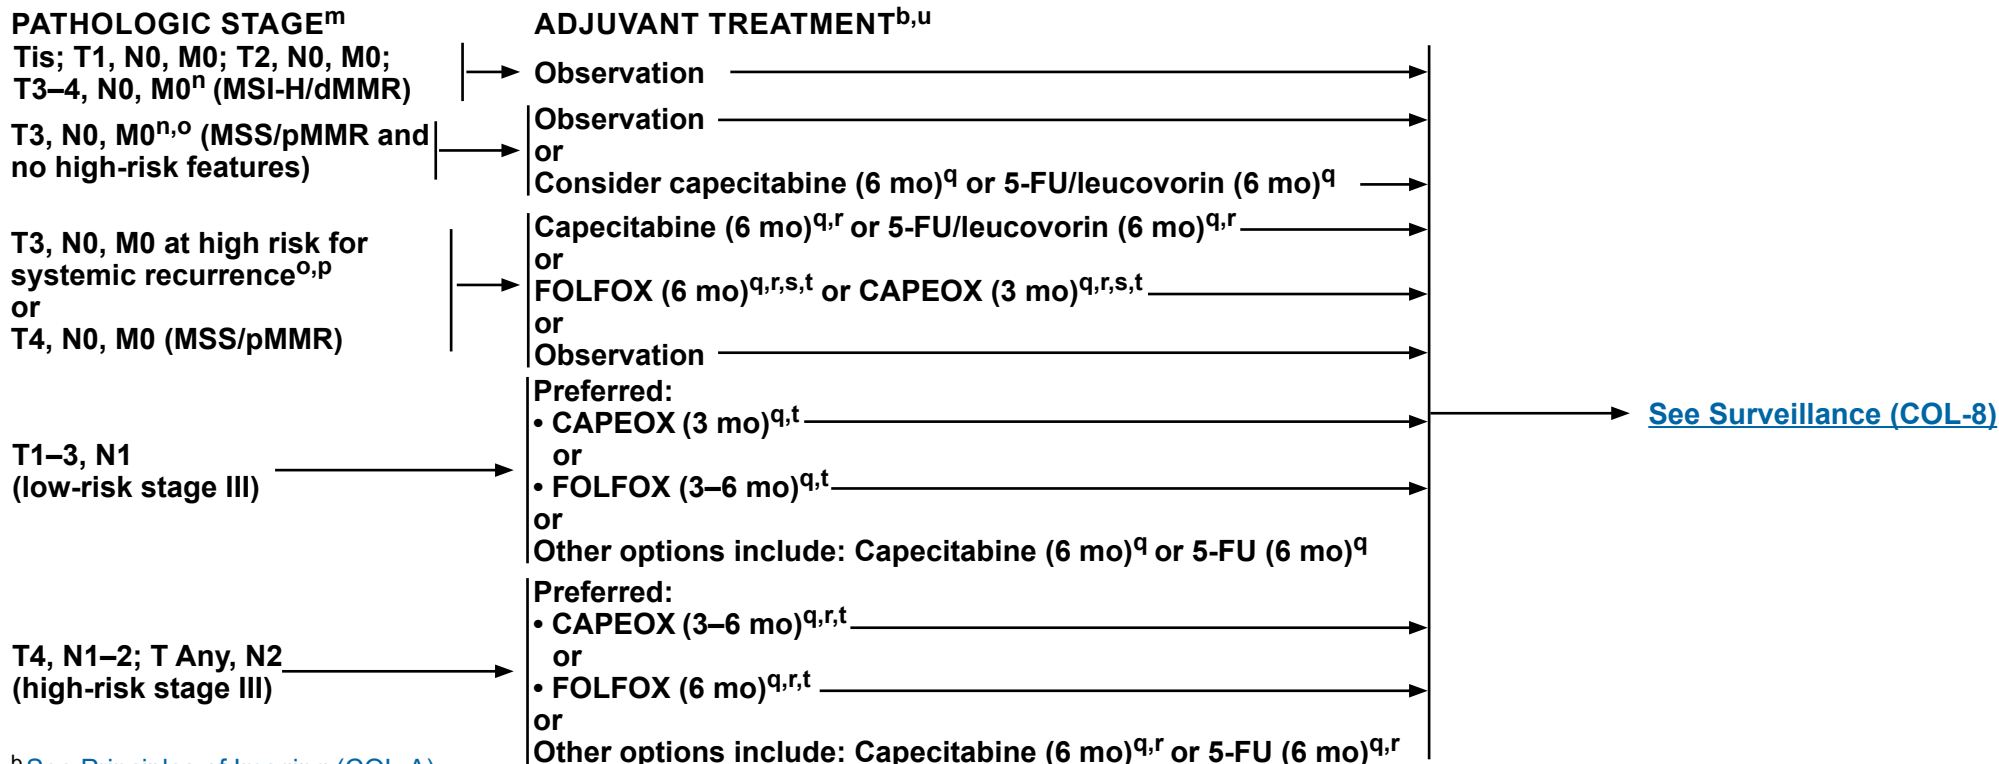 PATHOLOGIC STAGEᵐ
Tis; T1, N0, M0; T2, N0, M0;
T3–4, N0, M0ⁿ (MSI-H/dMMR)
ADJUVANT TREATMENTᵇ,ᵘ
Observation
T3, N0, M0ⁿ,ᵒ (MSS/pMMR and
no high-risk features)
Observation
or
Consider capecitabine (6 mo)q or 5-FU/leucovorin (6 mo)q
T3, N0, M0 at high risk for
systemic recurrenceᵒ,ᵖ
or
T4, N0, M0 (MSS/pMMR)
Capecitabine (6 mo)q,r or 5-FU/leucovorin (6 mo)q,r
or
FOLFOX (6 mo)q,r,s,t or CAPEOX (3 mo)q,r,s,t
or
Observation
T1–3, N1
(low-risk stage III)
Preferred:
• CAPEOX (3 mo)q,t
or
• FOLFOX (3–6 mo)q,t
or
Other options include: Capecitabine (6 mo)q or 5-FU (6 mo)q
T4, N1–2; T Any, N2
(high-risk stage III)
Preferred:
• CAPEOX (3–6 mo)q,r,t
or
• FOLFOX (6 mo)q,r,t
or
Other options include: Capecitabine (6 mo)q,r or 5-FU (6 mo)q,r
See Surveillance (COL-8)